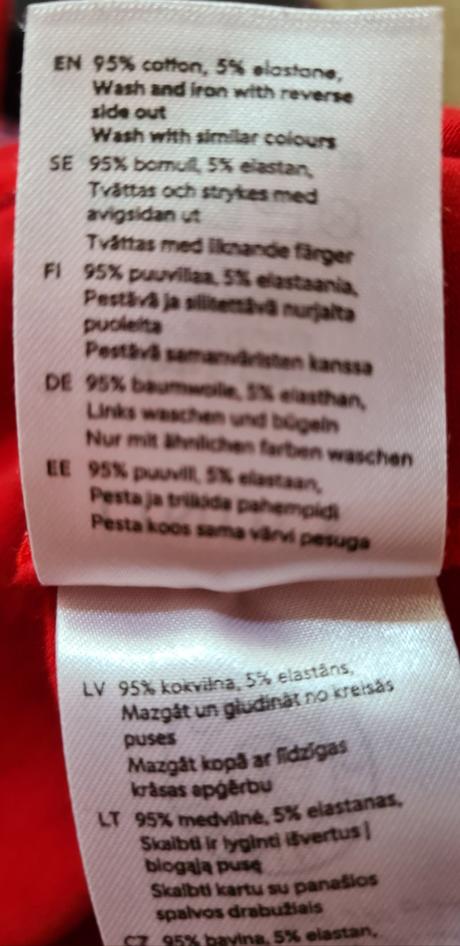 EN 95% cotton, 5% elastane,
Wash and iron with reverse
side out
Wash with similar colours
SE 95% bomull, 5% elastan,
Tvättas och strykes med
avigsidan ut
Tvättas med liknande färger
FI 95% puuvillaa, 5% elastaania,
Pestävä ja silitettävä nurjalta
puolelta
Pestävä samanväristen kanssa
DE 95% baumwolle, 5% elasthan,
Links waschen und bügeln
Nur mit ähnlichen farben waschen
EE 95% puuvill, 5% elastaan,
Pesta ja triikida pahempidi
Pesta koos sama värvi pesuga
LV 95% kokvilna, 5% elastāns,
Mazgāt un gludināt no kreisās
puses
Mazgāt kopā ar līdzīgas
krāsas apģērbu
LT 95% medvilnė, 5% elastanas,
Skalbti ir lyginti išvertus į
blogąją pusę
Skalbti kartu su panašios
spalvos drabužiais
CZ 95% bavlna, 5% elastan,